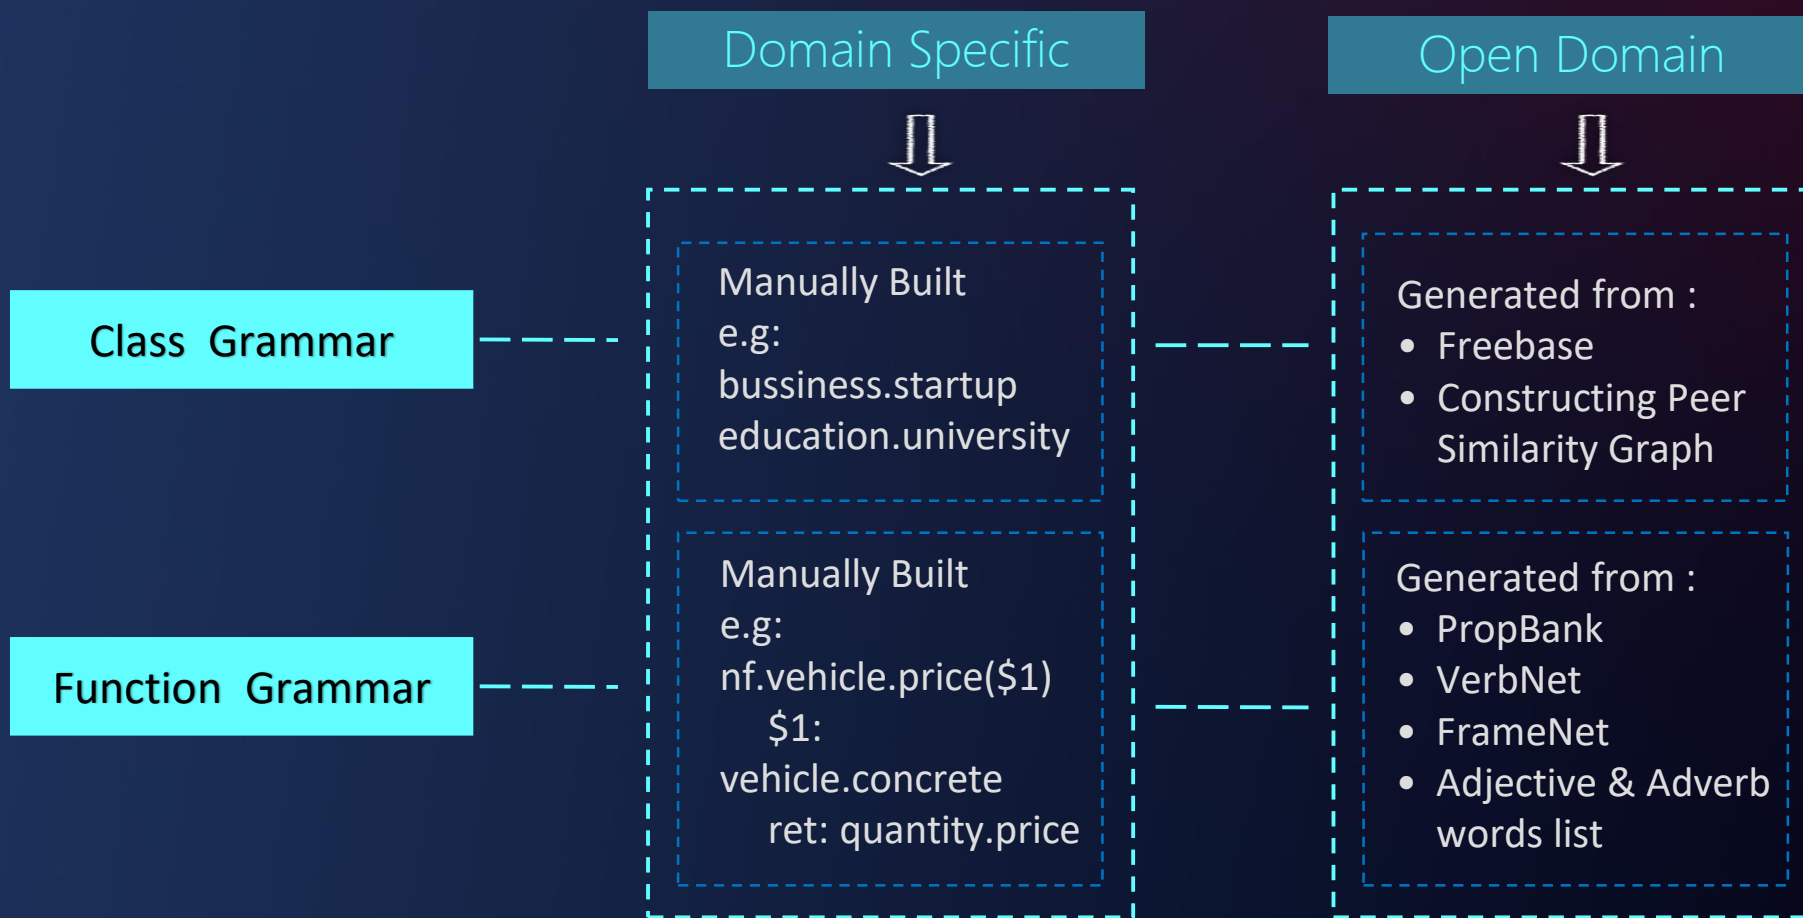 Domain Specific
Open Domain
Class Grammar
Manually Built
e.g:
bussiness.startup
education.university
Generated from :
• Freebase
• Constructing Peer
Similarity Graph
Function Grammar
Manually Built
e.g:
nf.vehicle.price($1)
$1:
vehicle.concrete
ret: quantity.price
Generated from :
• PropBank
• VerbNet
• FrameNet
• Adjective & Adverb
words list